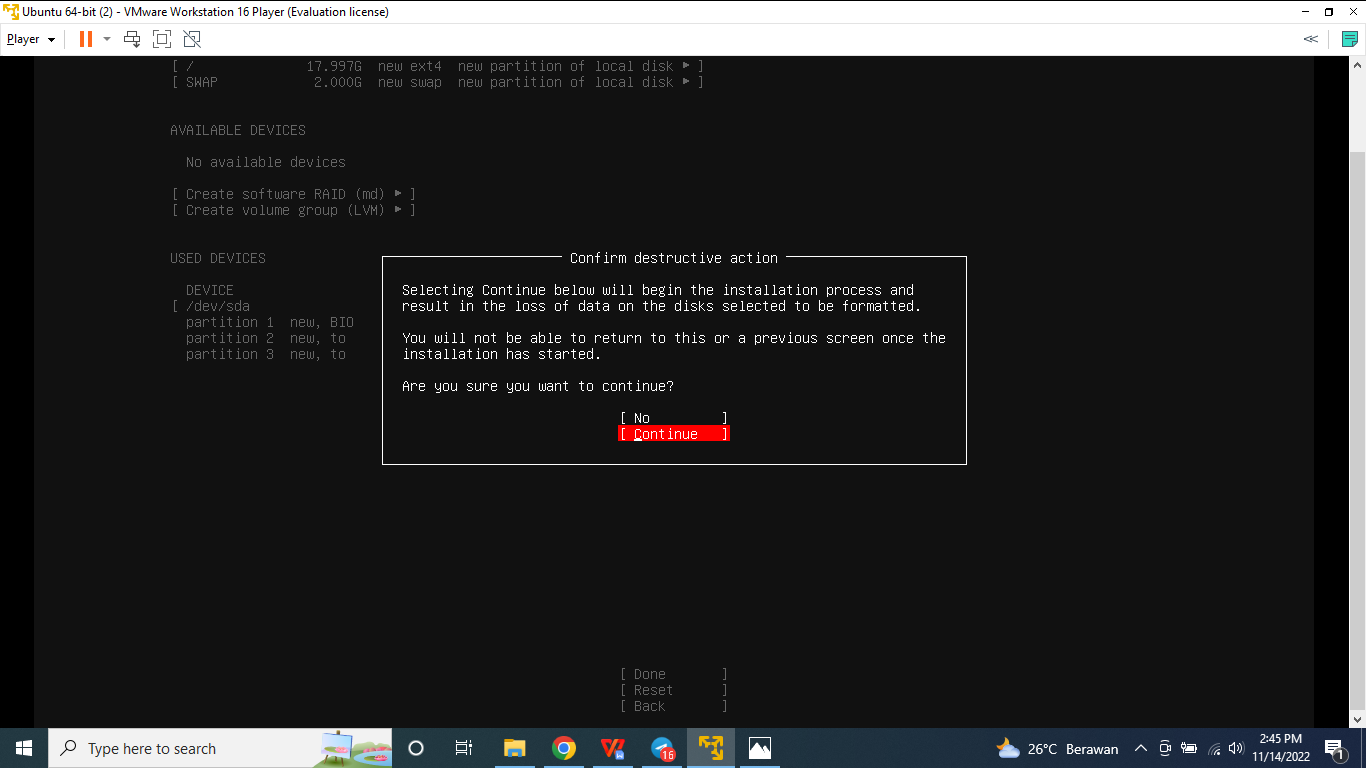 Ubuntu 64-bit (2) - VMware Workstation 16 Player (Evaluation license)
Player
[ / 17.997G new ext4 new partition of local disk ▸ ]
[ SWAP 2.000G new swap new partition of local disk ▸ ]
AVAILABLE DEVICES
No available devices
[ Create software RAID (md) ▸ ]
[ Create volume group (LVM) ▸ ]
USED DEVICES
DEVICE
[ /dev/sda
partition 1 new, BIO
partition 2 new, to
partition 3 new, to
Confirm destructive action
Selecting Continue below will begin the installation process and
result in the loss of data on the disks selected to be formatted.
You will not be able to return to this or a previous screen once the
installation has started.
Are you sure you want to continue?
[ No ]
[ Continue ]
[ Done ]
[ Reset ]
[ Back ]
Type here to search
16
26°C Berawan
2:45 PM
11/14/2022
1